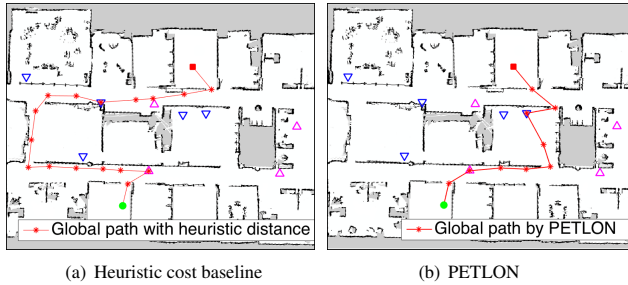 Global path with heuristic distance
Global path by PETLON
(a) Heuristic cost baseline
(b) PETLON